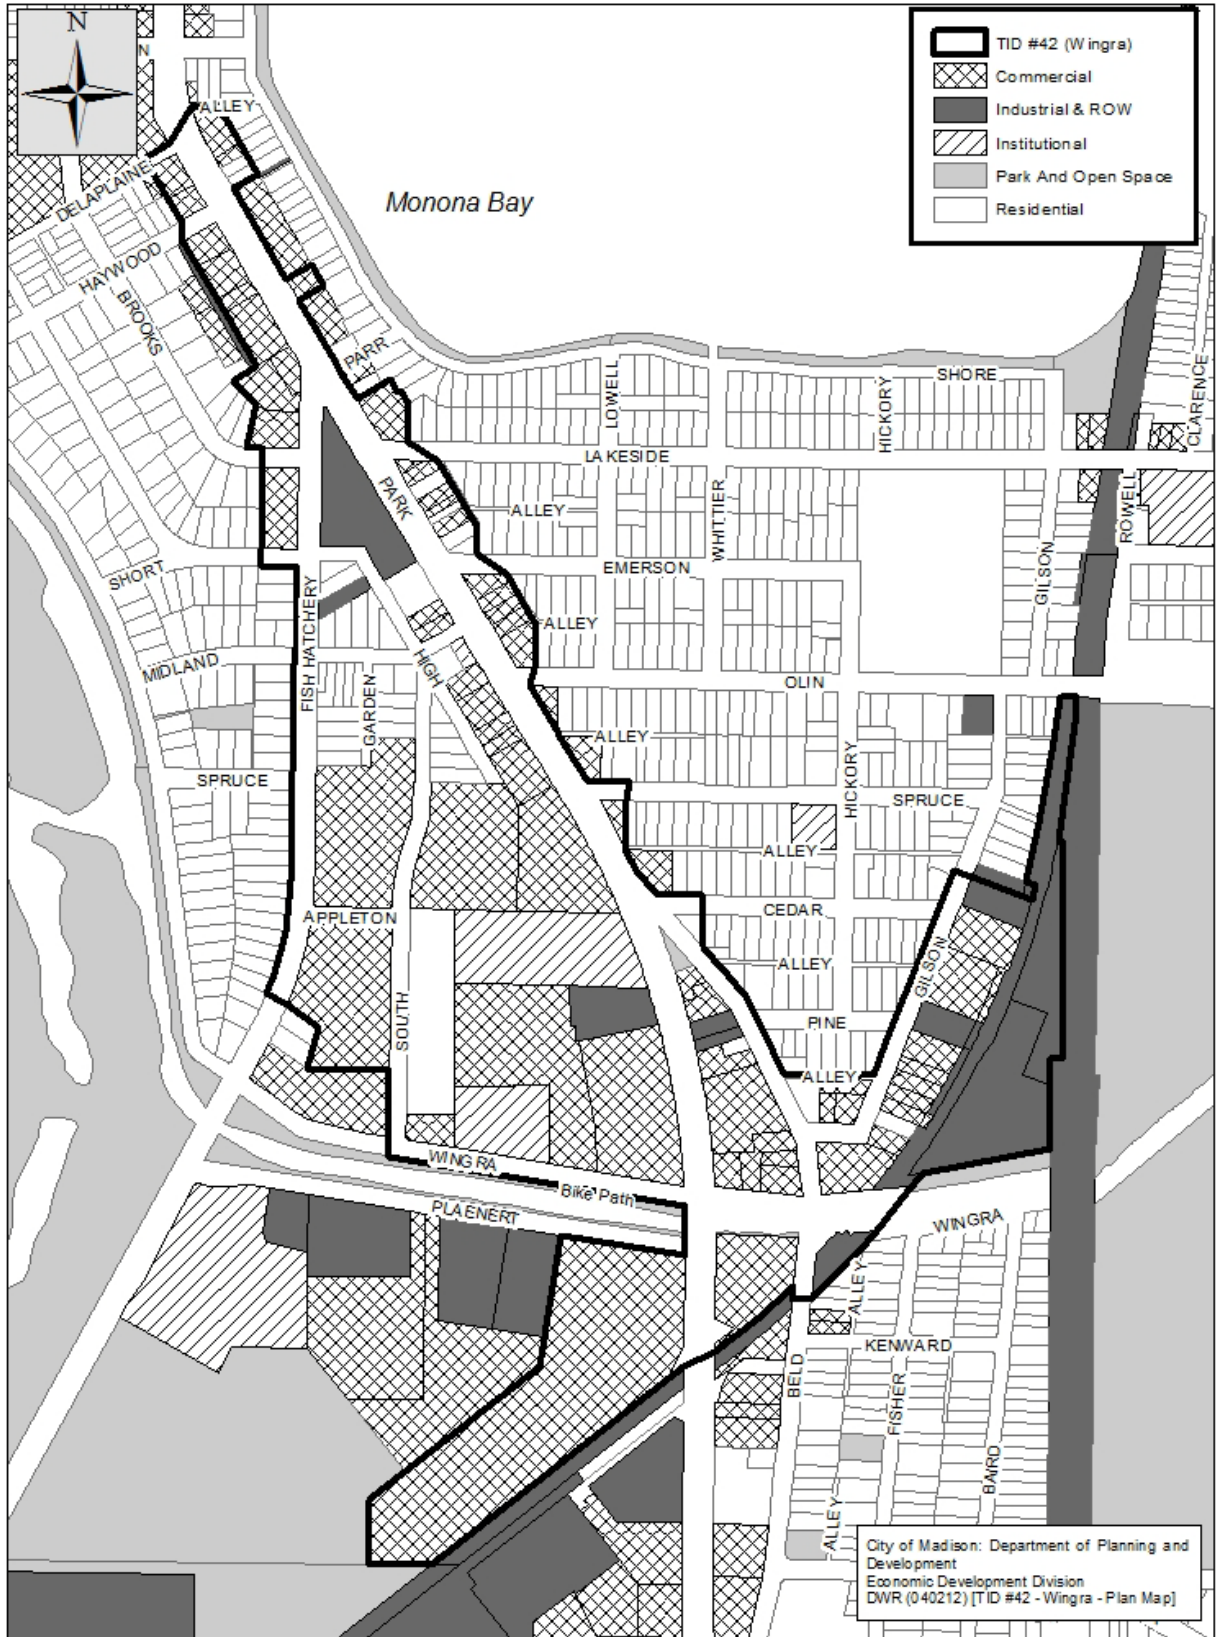 N
N
ALLEY
TID #42 (Wingra)
Commercial
Industrial & ROW
Institutional
Park And Open Space
Residential
DELAPLAINE
Monona Bay
HAYWOOD
BROOKS
PARR
SHORE
LOWELL
HICKORY
CLARENCE
LAKESIDE
PARK
ALLEY
WHITTIER
ROWELL
GILSON
SHORT
EMERSON
FISH HATCHERY
ALLEY
MIDLAND
HIGH
OLIN
GARDEN
ALLEY
HICKORY
SPRUCE
SPRUCE
ALLEY
APPLETON
CEDAR
ALLEY
GILSON
SOUTH
PINE
ALLEY
WINGRA
Bike Path
PLAENERT
WINGRA
ALLEY
KENWARD
BELD
FISHER
BAIRD
ALLEY
City of Madison: Department of Planning and
Development
Economic Development Division
DWR (040212) [TID #42 - Wingra - Plan Map]